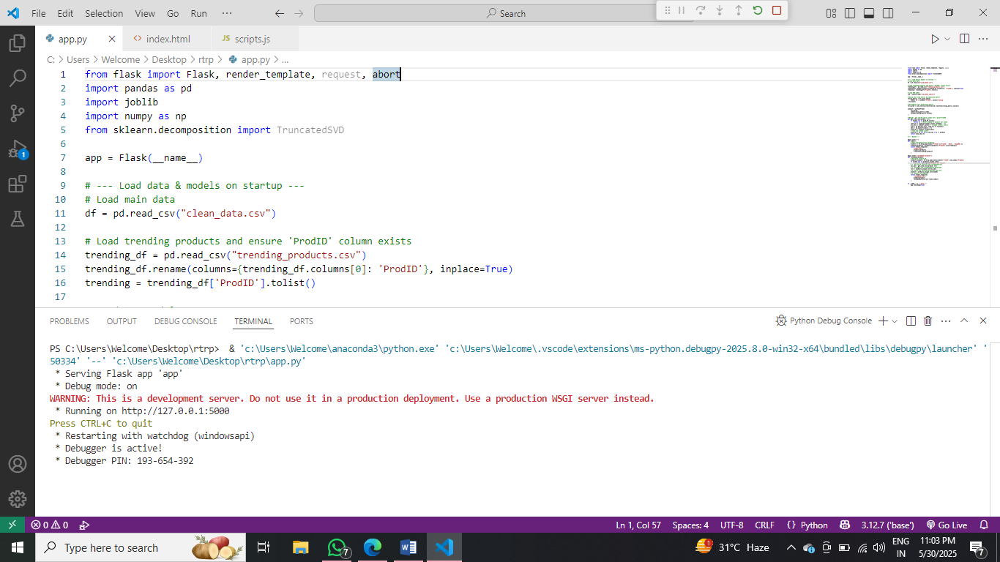 File Edit Selection View Go Run ··· Search
app.py index.html JS scripts.js
C: > Users > Welcome > Desktop > rtrp > app.py > ...
1 from flask import Flask, render_template, request, abort
2 import pandas as pd
3 import joblib
4 import numpy as np
5 from sklearn.decomposition import TruncatedSVD
6
7 app = Flask(__name__)
8
9 # --- Load data & models on startup ---
10 # Load main data
11 df = pd.read_csv("clean_data.csv")
12
13 # Load trending products and ensure 'ProdID' column exists
14 trending_df = pd.read_csv("trending_products.csv")
15 trending_df.rename(columns={trending_df.columns[0]: 'ProdID'}, inplace=True)
16 trending = trending_df['ProdID'].tolist()
17
1
PROBLEMS OUTPUT DEBUG CONSOLE TERMINAL PORTS Python Debug Console
PS C:\Users\Welcome\Desktop\rtrp> & 'c:\Users\Welcome\anaconda3\python.exe' 'c:\Users\Welcome\.vscode\extensions\ms-python.debugpy-2025.8.0-win32-x64\bundled\libs\debugpy\launcher' '
50334' '--' 'c:\Users\Welcome\Desktop\rtrp\app.py'
* Serving Flask app 'app'
* Debug mode: on
WARNING: This is a development server. Do not use it in a production deployment. Use a production WSGI server instead.
* Running on http://127.0.0.1:5000
Press CTRL+C to quit
* Restarting with watchdog (windowsapi)
* Debugger is active!
* Debugger PIN: 193-654-392
0 0 Ln 1, Col 57 Spaces: 4 UTF-8 CRLF {} Python 3.12.7 ('base') Go Live
Type here to search 7 1 31°C Haze ENG 11:03 PM
IN 5/30/2025 7